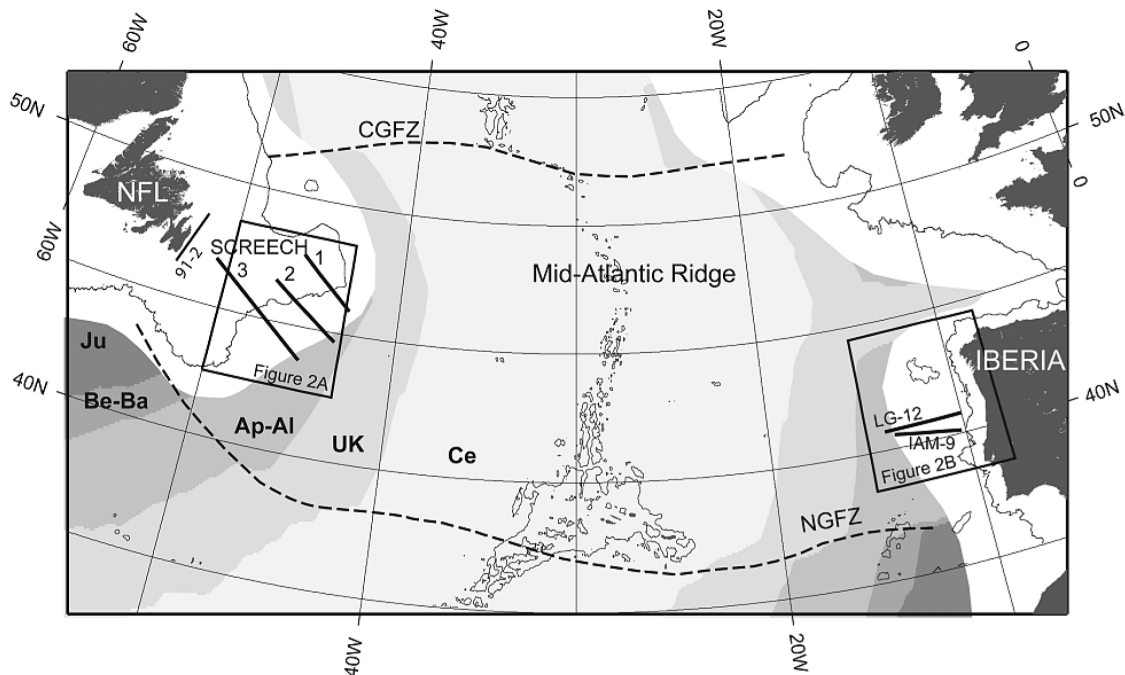 60W
40W
20W
0
50N
50N
CGFZ
0
NFL
60W
91-2
SCREECH
1
2
3
Mid-Atlantic Ridge
Ju
IBERIA
Figure 2A
40N
40N
Be-Ba
LG-12
Ap-Al
UK
IAM-9
Ce
Figure 2B
NGFZ
40W
20W